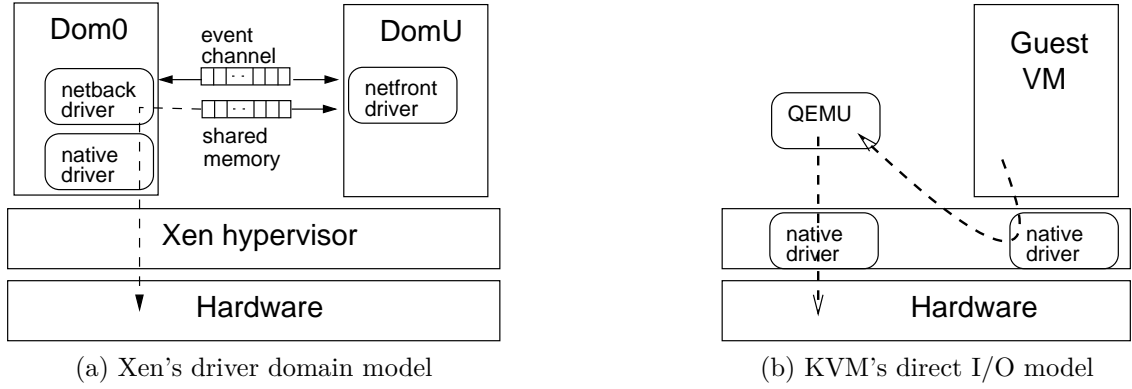 Dom0
event
channel
DomU
netback
driver
netfront
driver
native
driver
shared
memory
Xen hypervisor
Hardware
(a) Xen's driver domain model
Guest
VM
QEMU
native
driver
native
driver
Hardware
(b) KVM's direct I/O model